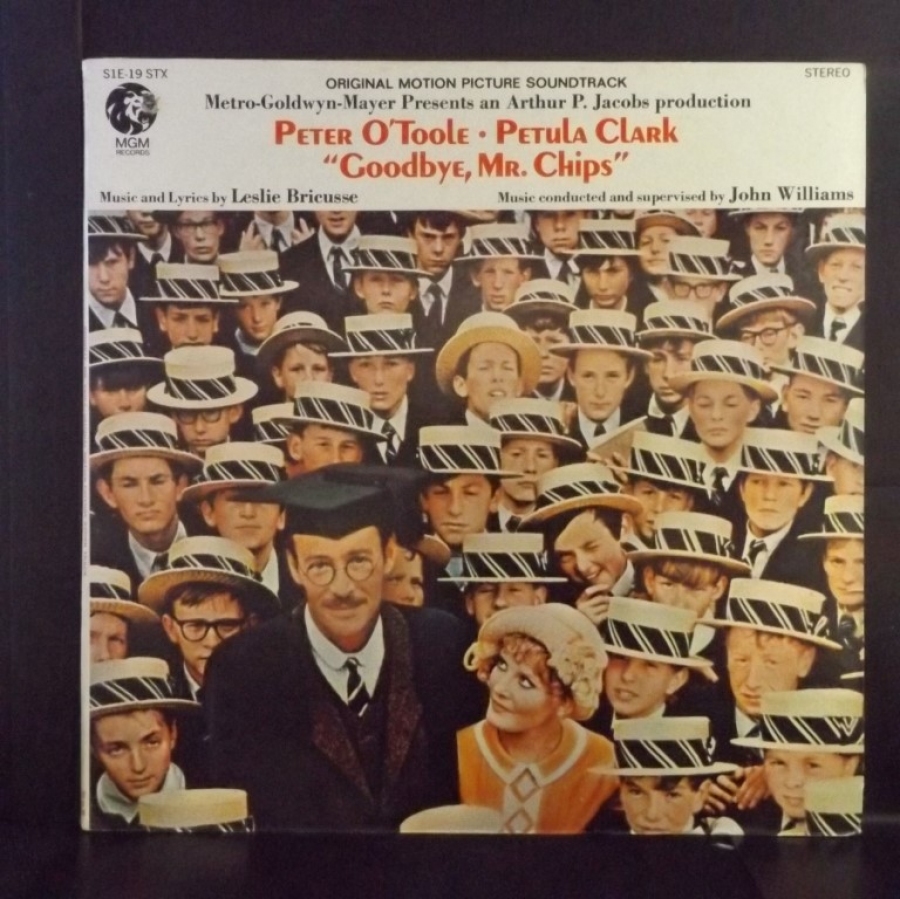 S1E-19 STX
STEREO
MGM
RECORDS
ORIGINAL MOTION PICTURE SOUNDTRACK
Metro-Goldwyn-Mayer Presents an Arthur P. Jacobs production
PETER O'TOOLE • PETULA CLARK
“GOODBYE, MR. CHIPS”
Music and Lyrics by Leslie Bricusse
Music conducted and supervised by John Williams